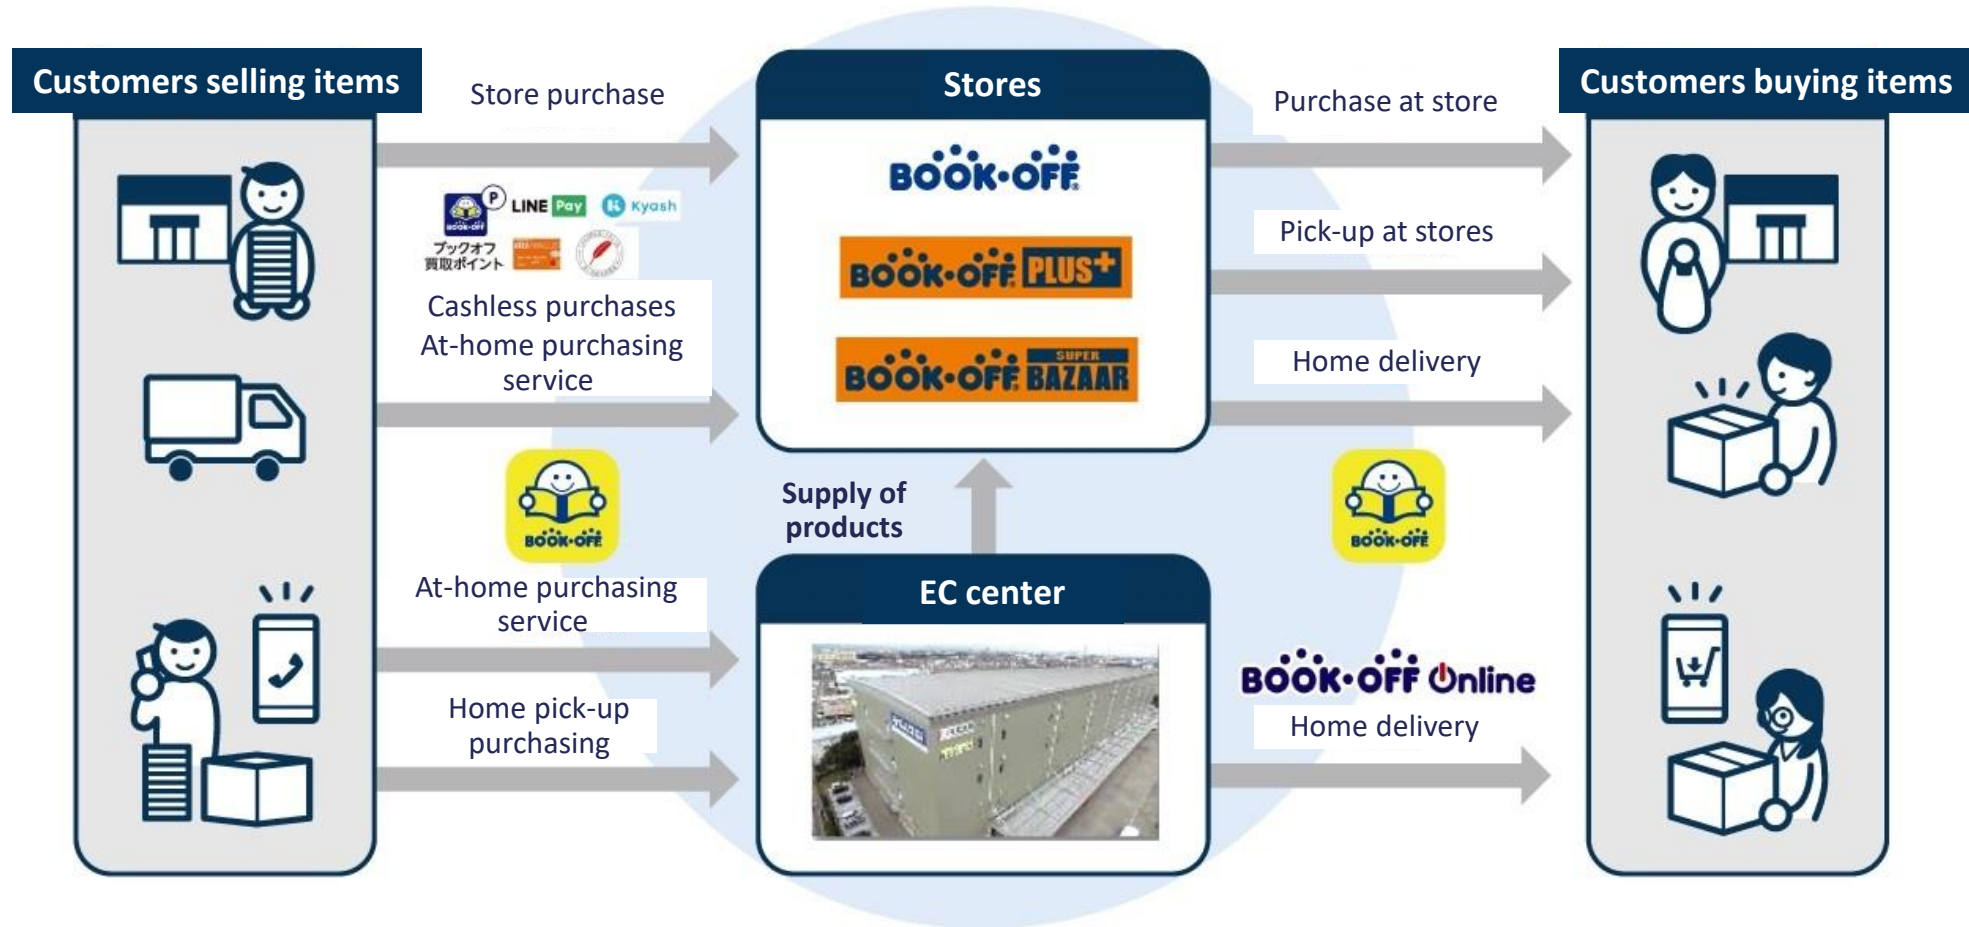 Customers selling items
Store purchase
P
BOOK·OFF
LINE Pay
Kyash
ブックオフ
買取ポイント
Cashless purchases
At-home purchasing
service
BOOK·OFF
At-home purchasing
service
Home pick-up
purchasing
Stores
BOOK·OFF
BOOK·OFF PLUS+
BOOK·OFF SUPER BAZAAR
Supply of
products
EC center
Purchase at store
Pick-up at stores
Home delivery
BOOK·OFF
BOOK·OFF Online
Home delivery
Customers buying items